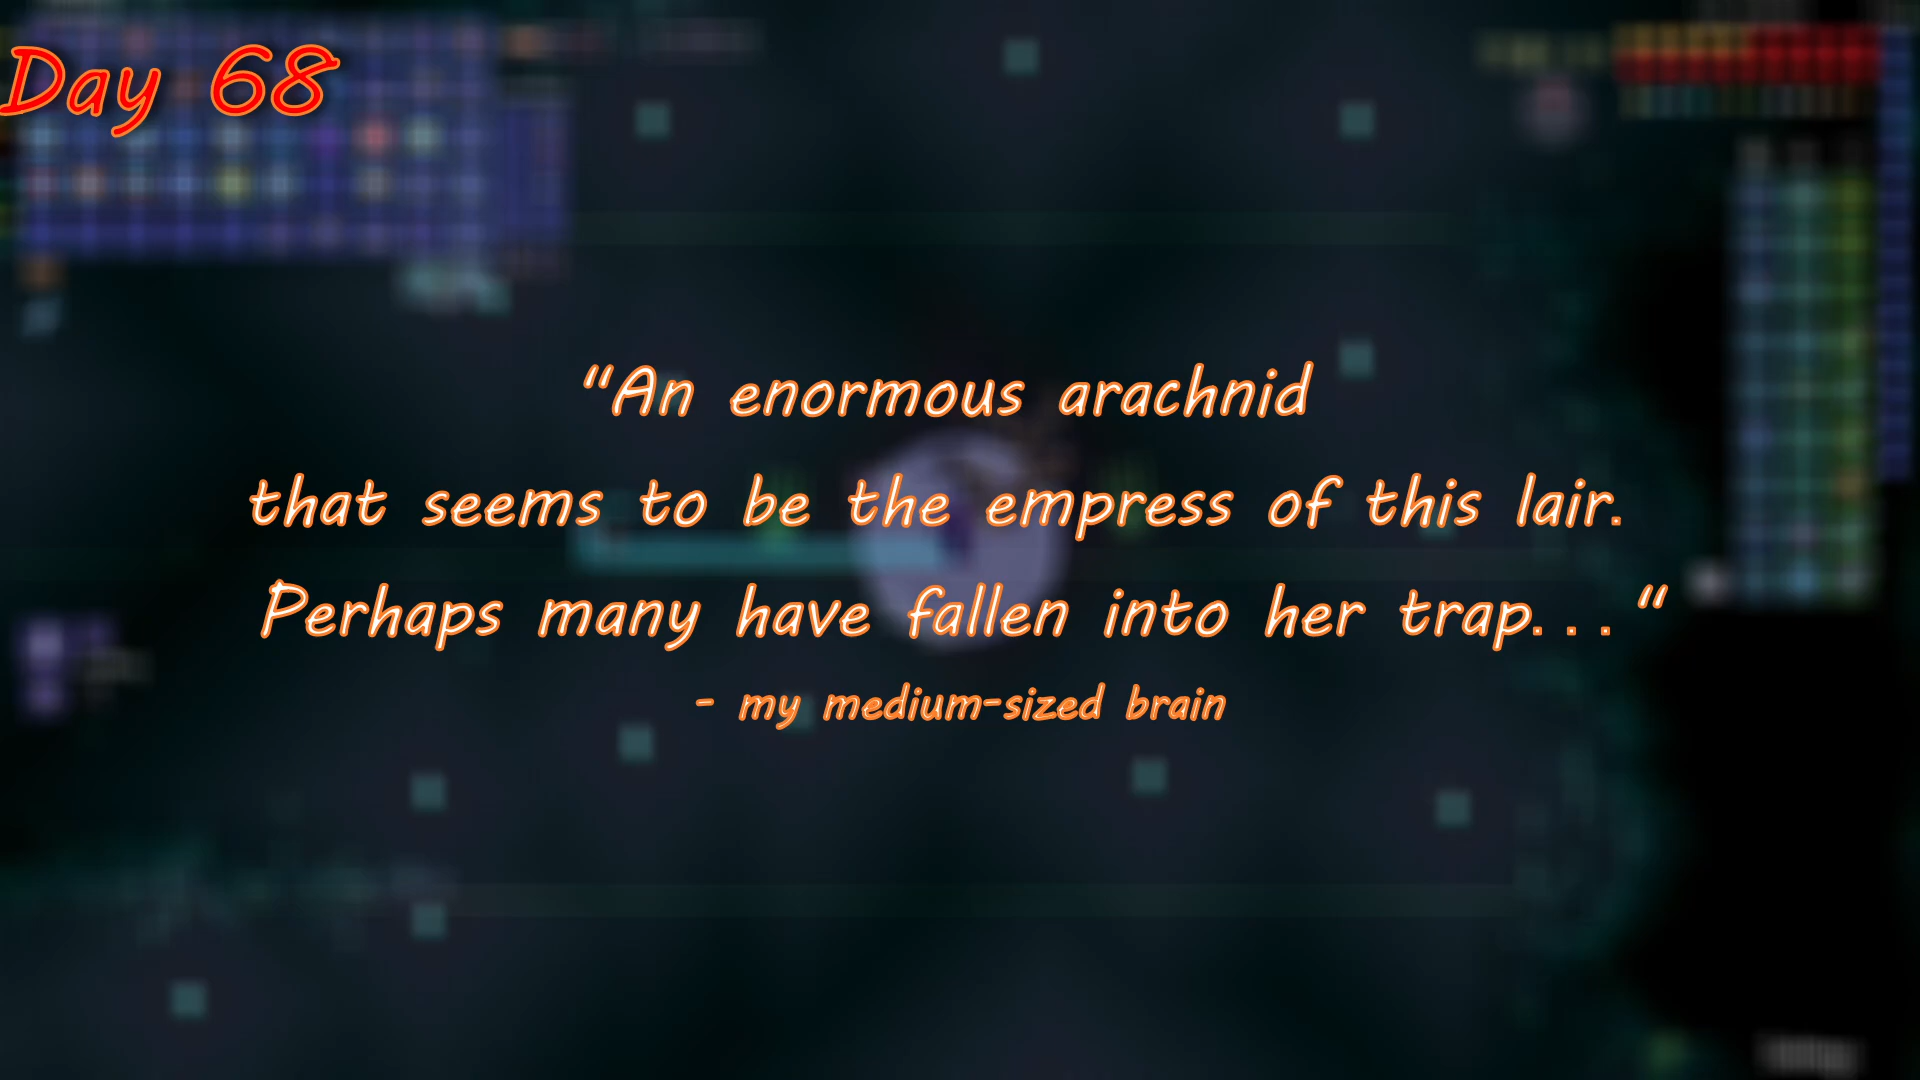 Day 68
"An enormous arachnid
that seems to be the empress of this lair.
Perhaps many have fallen into her trap..."
- my medium-sized brain